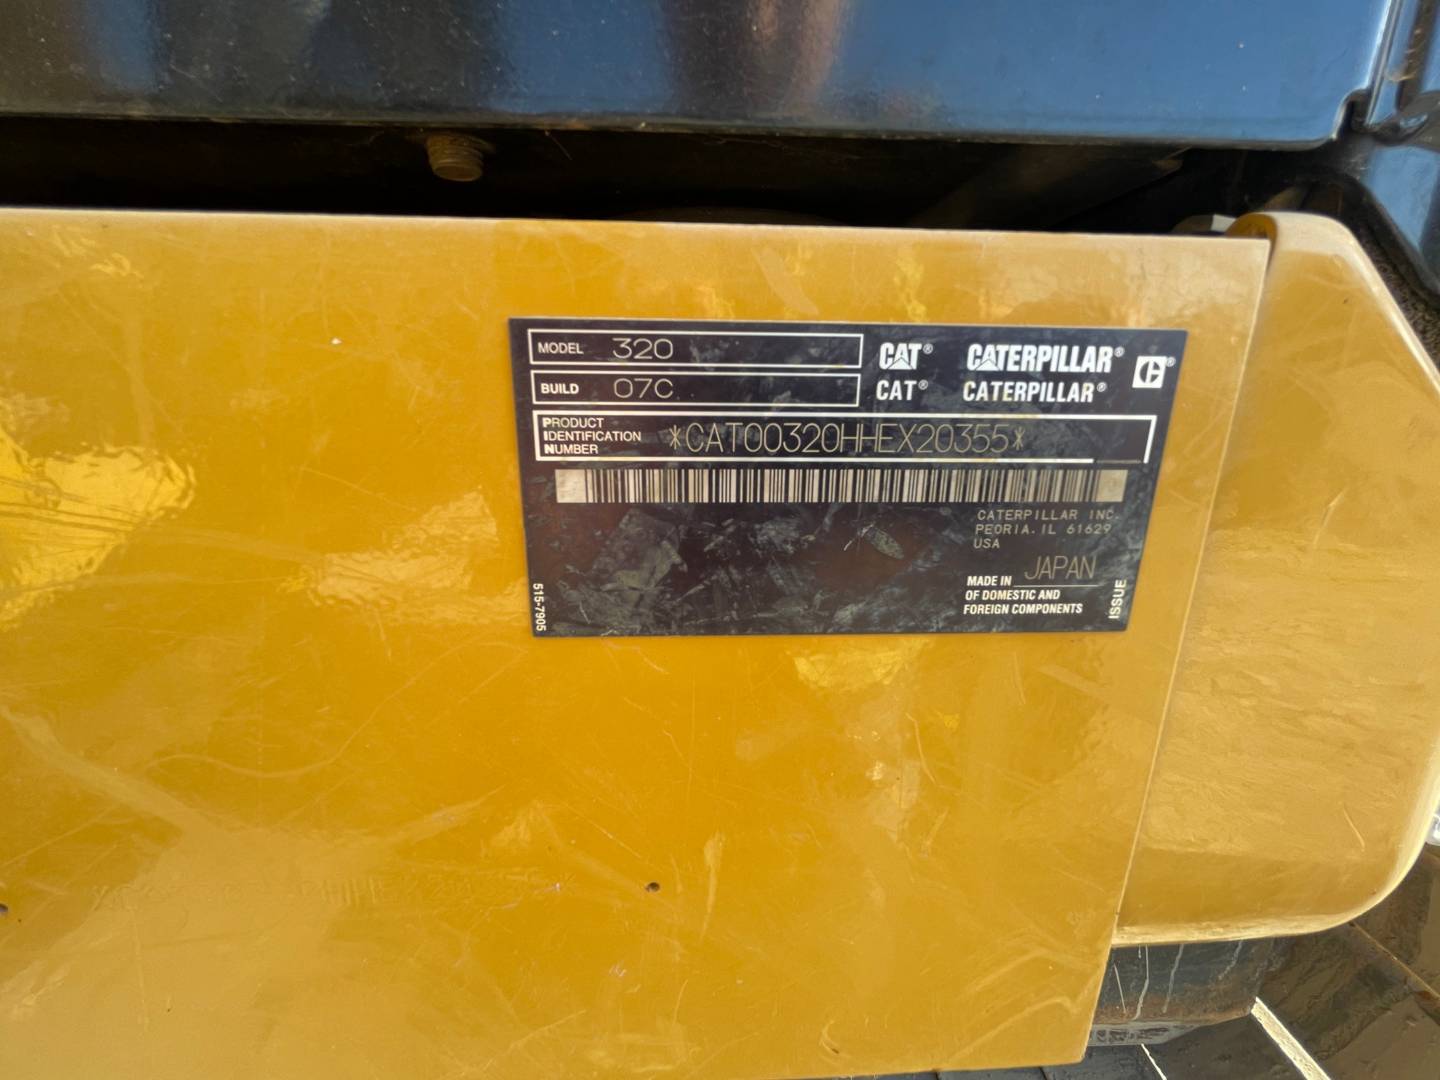 MODEL 320
BUILD 07C
CAT® CATERPILLAR® C®
CAT® CATERPILLAR®
PRODUCT IDENTIFICATION NUMBER *CAT00320HHEX20355*
CATERPILLAR INC.
PEORIA. IL 61629
USA
MADE IN JAPAN
OF DOMESTIC AND
FOREIGN COMPONENTS
515-7905
ISSUE